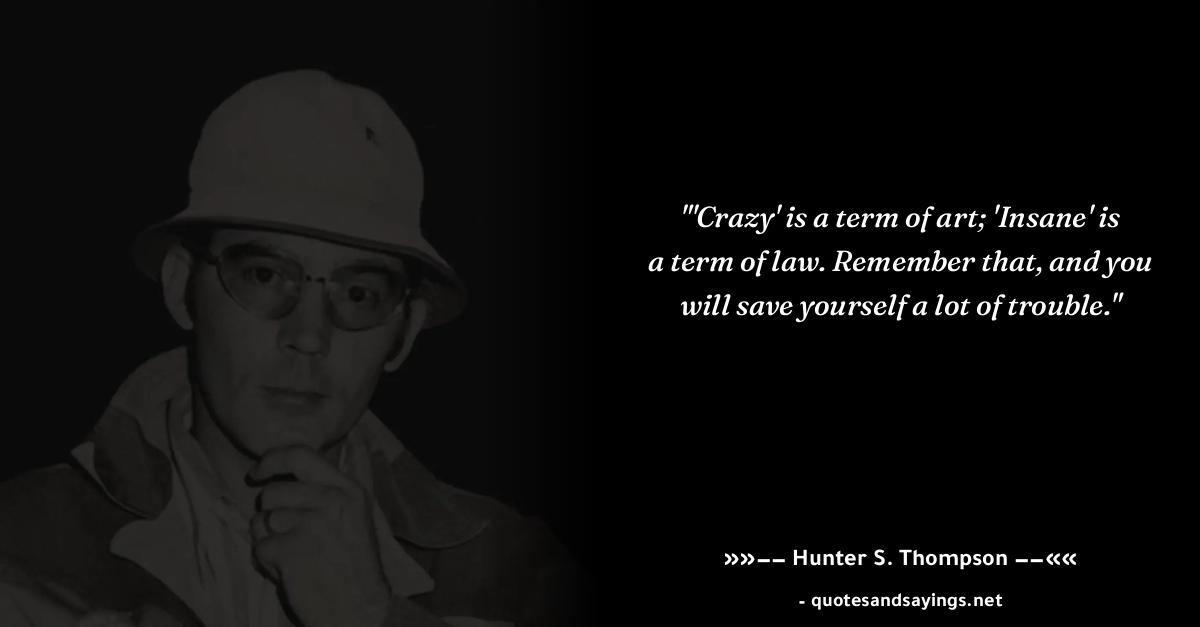 "'Crazy' is a term of art; 'Insane' is
a term of law. Remember that, and you
will save yourself a lot of trouble."
»»–– Hunter S. Thompson ––««
- quotesandsayings.net